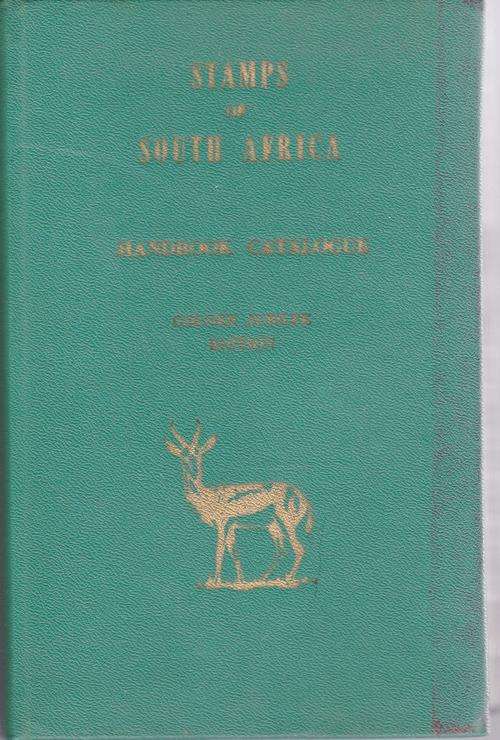 STAMPS
OF
SOUTH AFRICA
HANDBOOK CATALOGUE
GOLDEN JUBILEE
EDITION